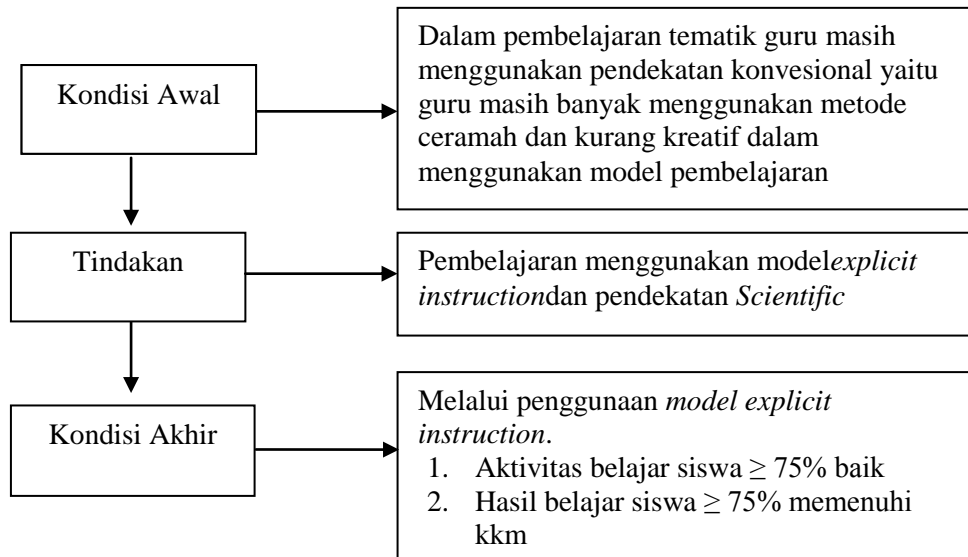 Kondisi Awal
Dalam pembelajaran tematik guru masih
menggunakan pendekatan konvesional yaitu
guru masih banyak menggunakan metode
ceramah dan kurang kreatif dalam
menggunakan model pembelajaran
Tindakan
Pembelajaran menggunakan modelexplicit
instructiondan pendekatan Scientific
Kondisi Akhir
Melalui penggunaan model explicit
instruction.
1. Aktivitas belajar siswa ≥ 75% baik
2. Hasil belajar siswa ≥ 75% memenuhi
kkm